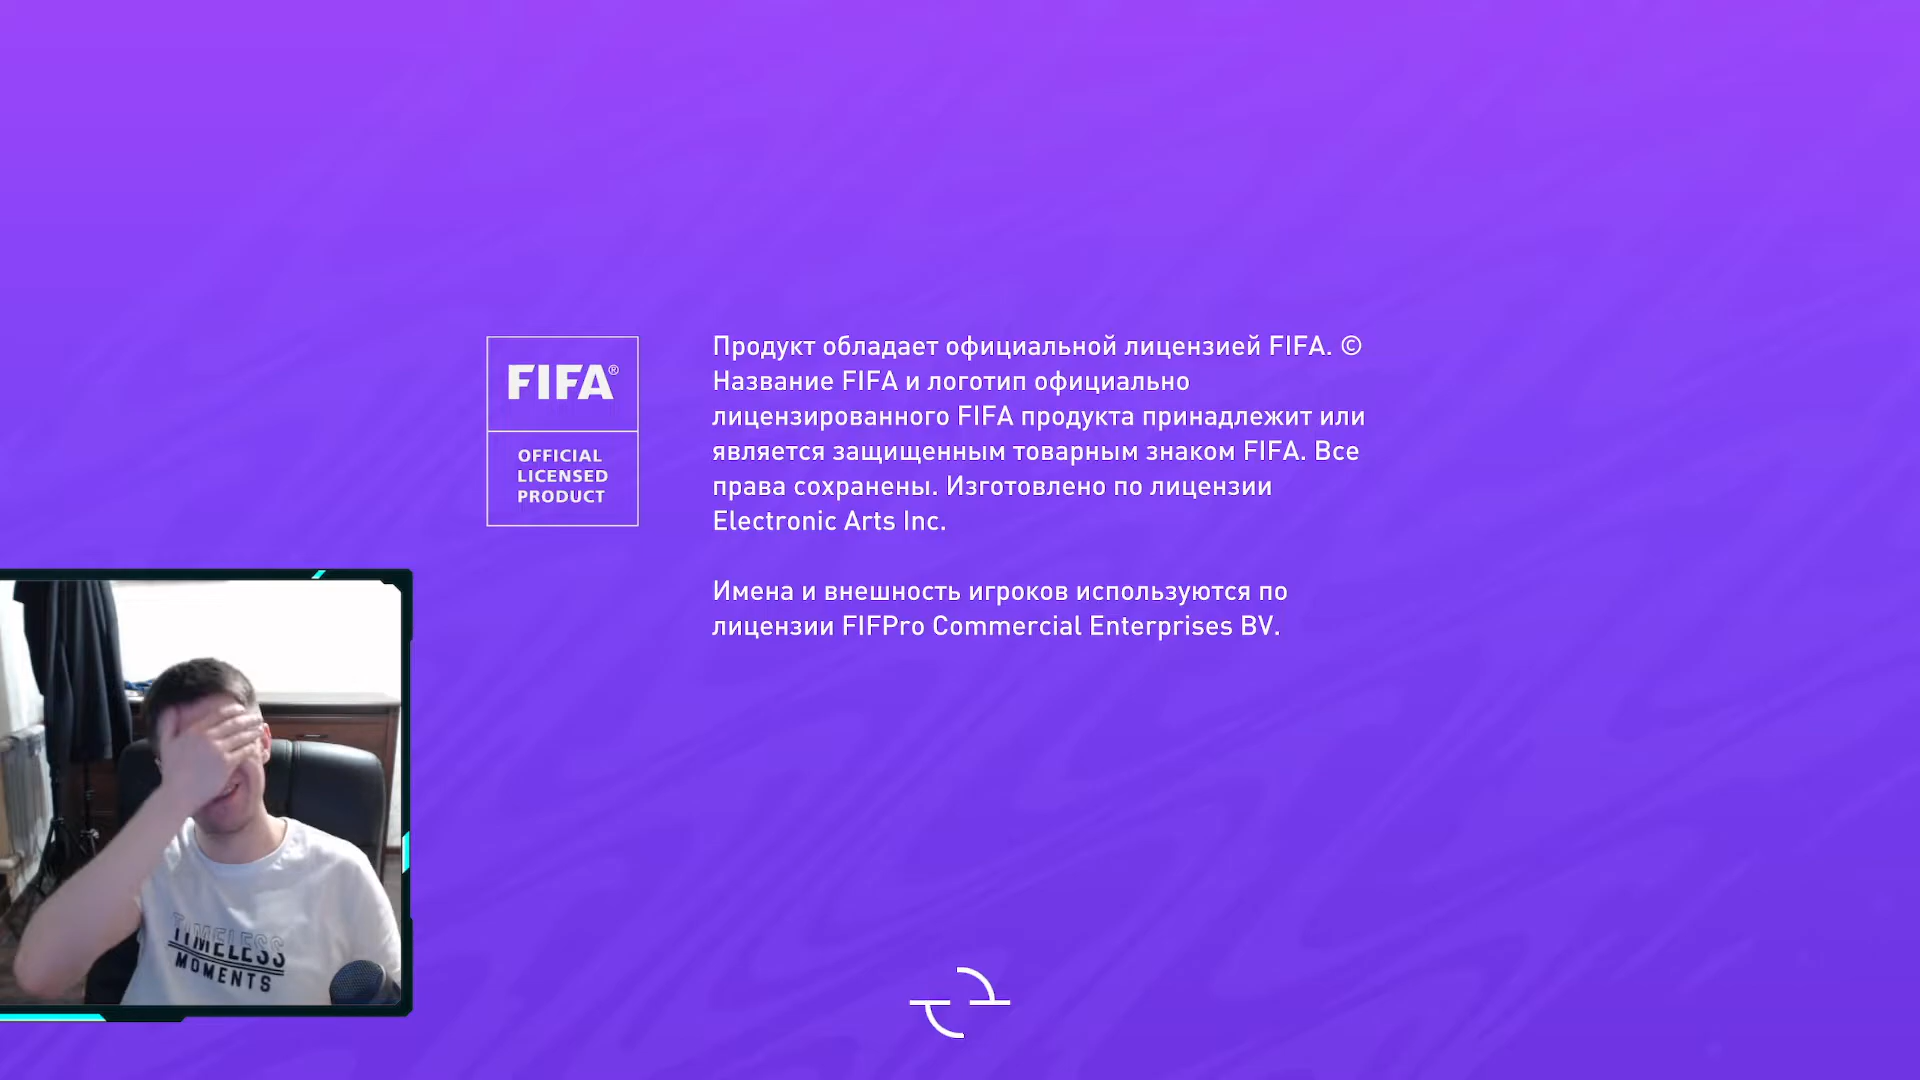 FIFA®
OFFICIAL
LICENSED
PRODUCT
Продукт обладает официальной лицензией FIFA. ©
Название FIFA и логотип официально
лицензированного FIFA продукта принадлежит или
является защищенным товарным знаком FIFA. Все
права сохранены. Изготовлено по лицензии
Electronic Arts Inc.
Имена и внешность игроков используются по
лицензии FIFPro Commercial Enterprises BV.
TIMELESS
MOMENTS